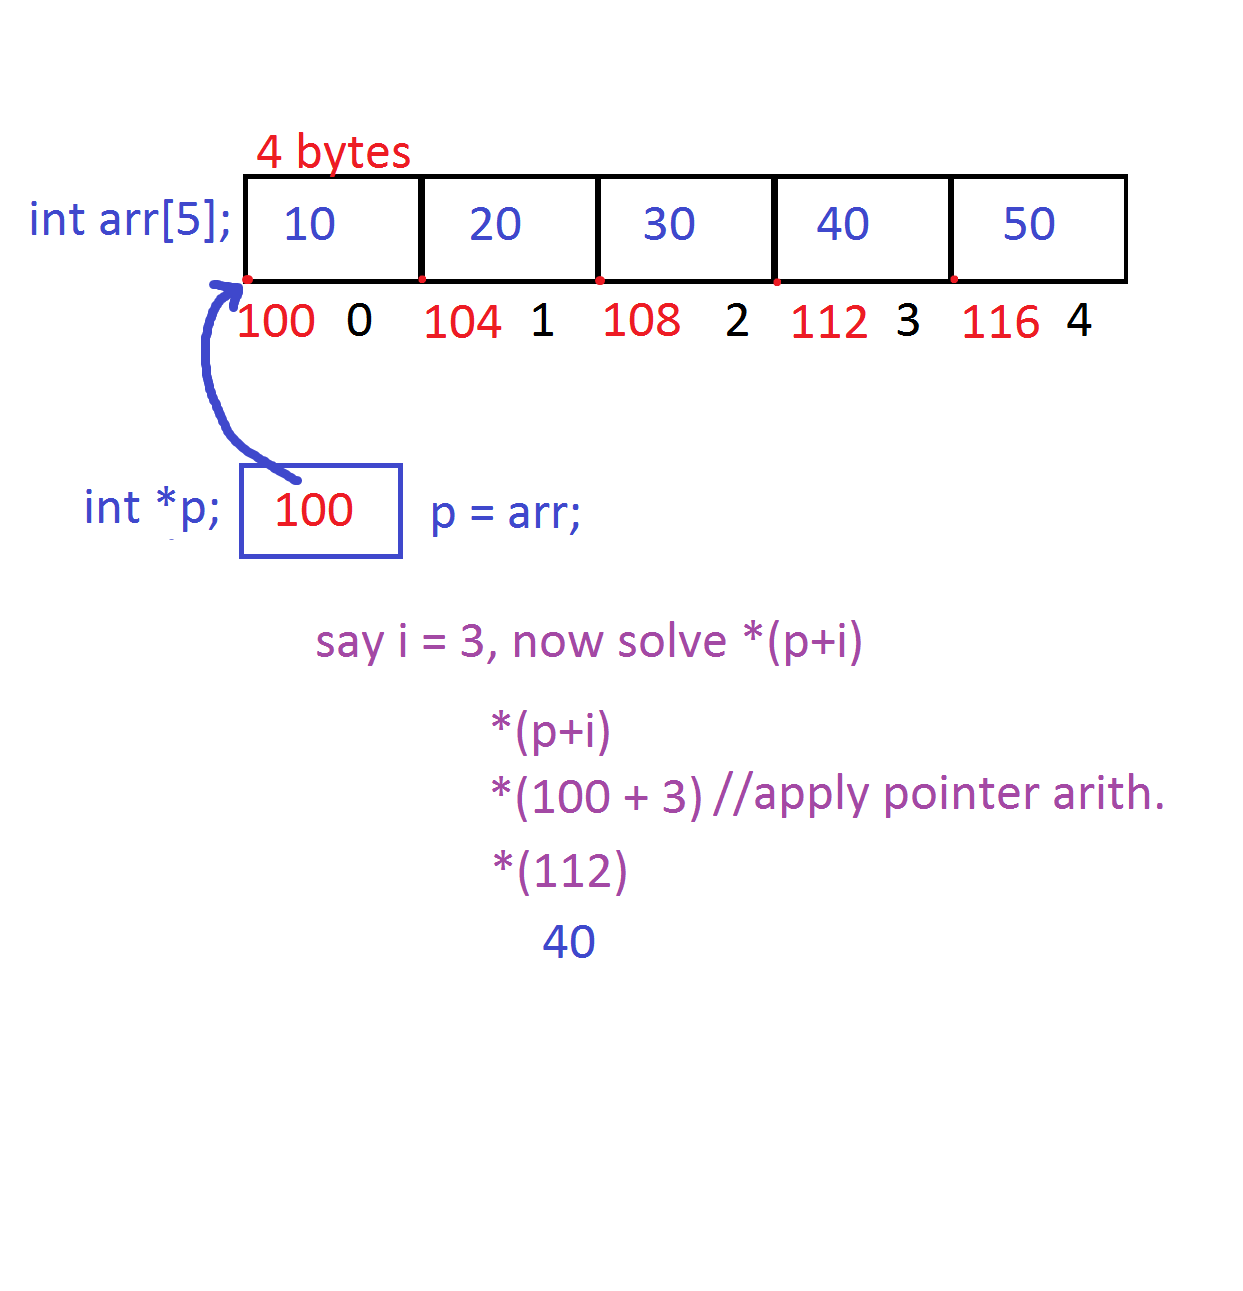 4 bytes
int arr[5]; 10 20 30 40 50
100 0 104 1 108 2 112 3 116 4
int *p; 100 p = arr;
say i = 3, now solve *(p+i)
*(p+i)
*(100 + 3) //apply pointer arith.
*(112)
40